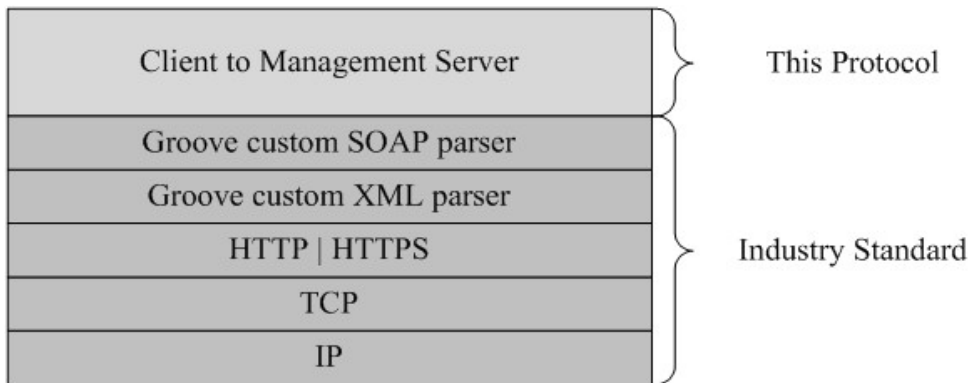 Client to Management Server
This Protocol
Groove custom SOAP parser
Groove custom XML parser
HTTP | HTTPS
Industry Standard
TCP
IP